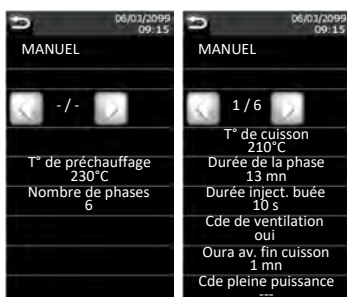 06/03/2099
09:15
MANUEL
- / -
T° de préchauffage
230°C
Nombre de phases
6
06/03/2099
09:15
MANUEL
1 / 6
T° de cuisson
210°C
Durée de la phase
13 mn
Durée inject. buée
10 s
Cde de ventilation
oui
Oura av. fin cuisson
1 mn
Cde pleine puissance
---